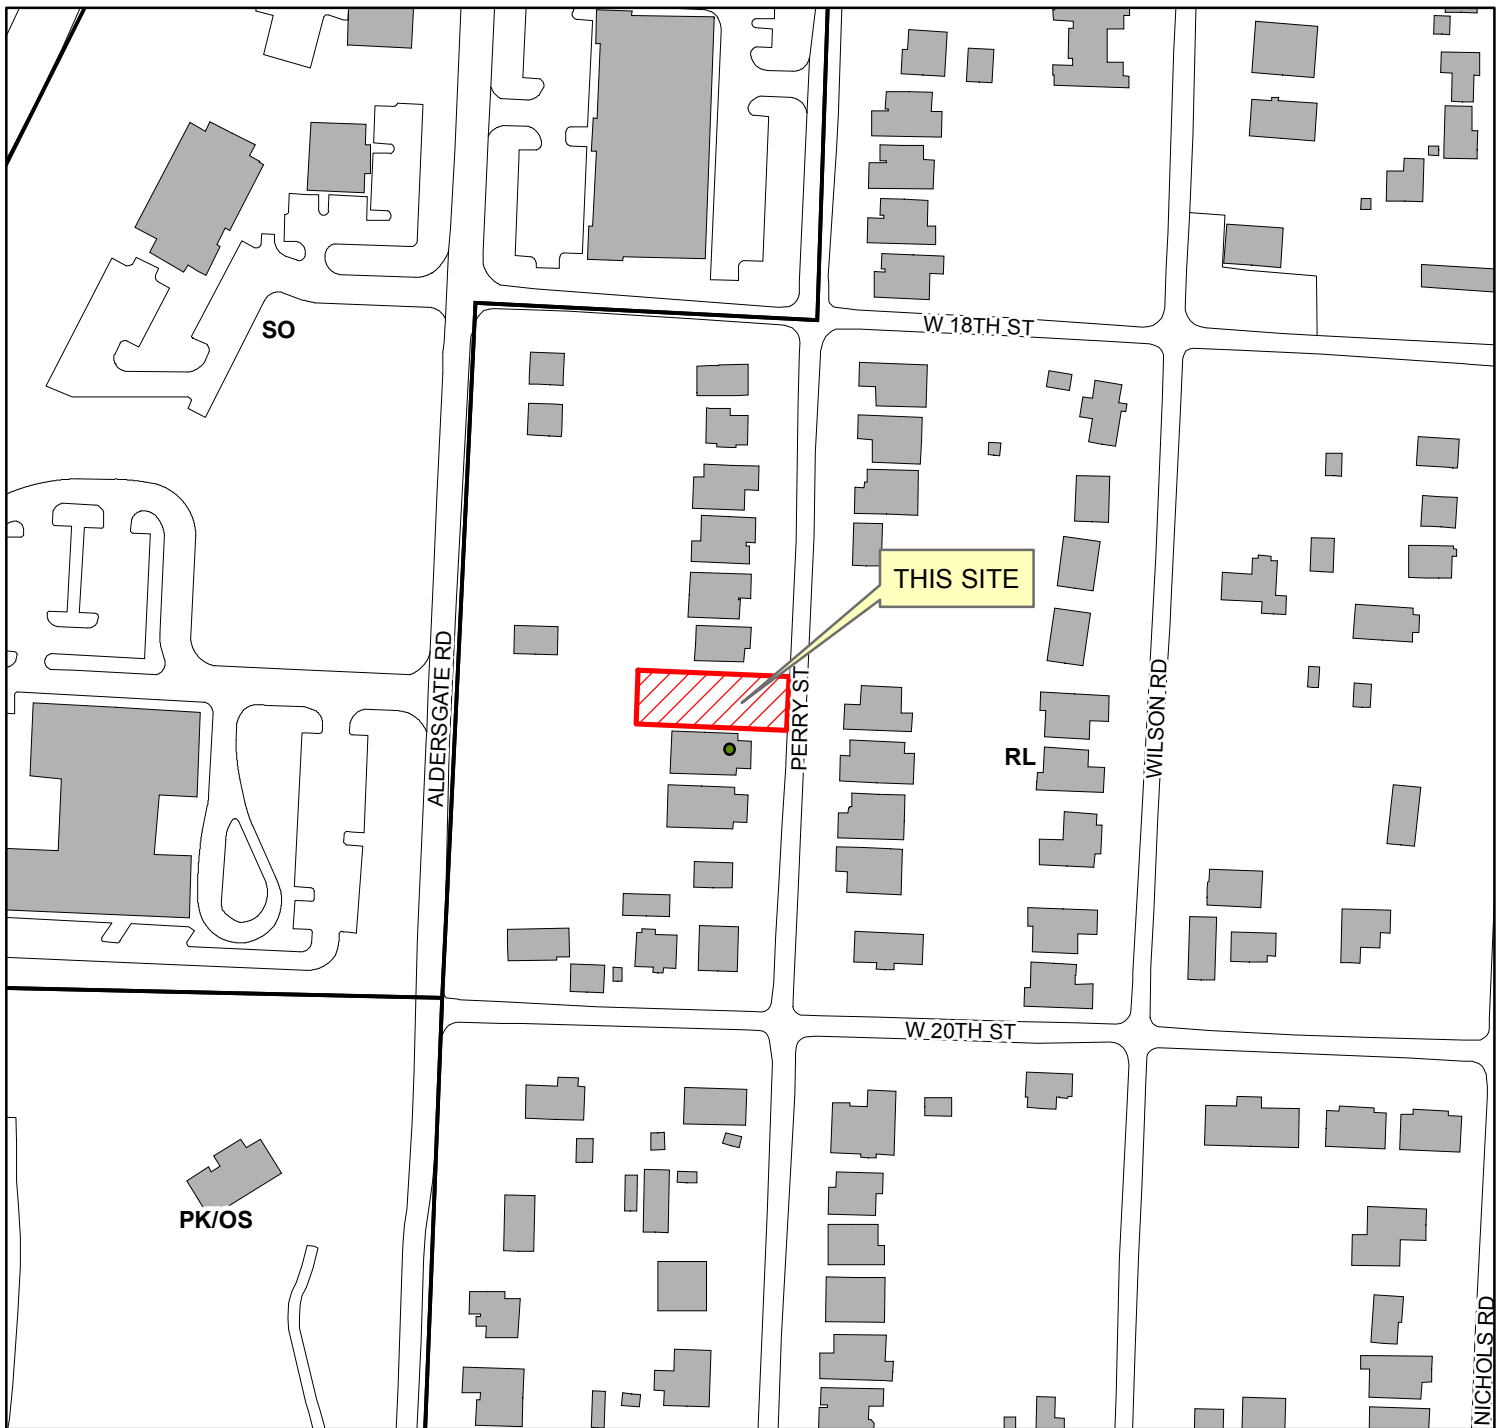 W 18TH ST
SO
THIS SITE
ALDERSGATE RD
PERRY ST
WILSON RD
RL
W 20TH ST
PK/OS
NICHOLS RD